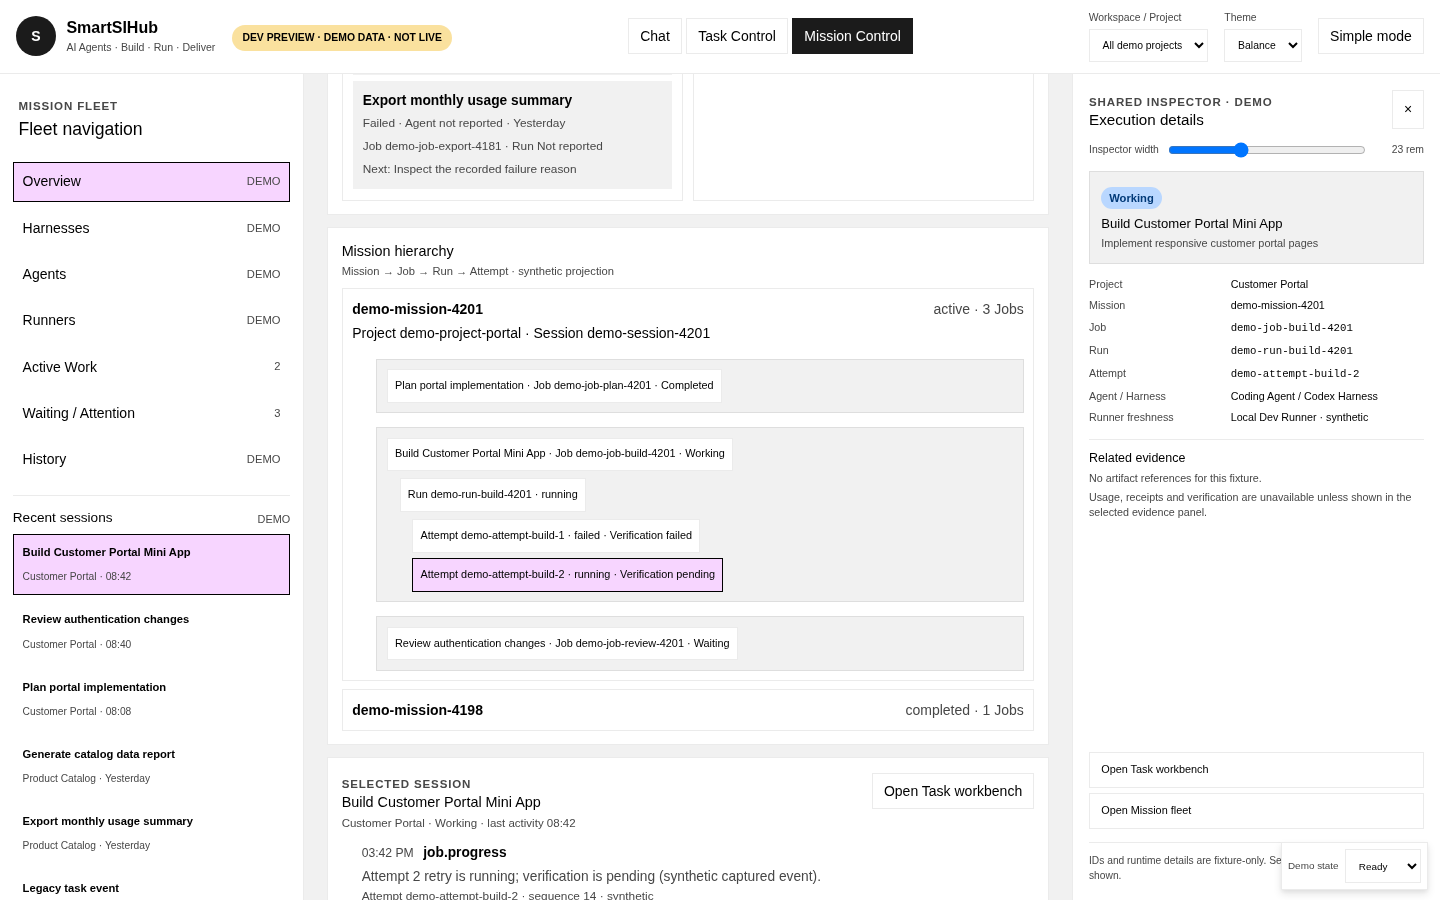 S
SmartSIHub
AI Agents · Build · Run · Deliver
DEV PREVIEW · DEMO DATA · NOT LIVE
Chat
Task Control
Mission Control
Workspace / Project
All demo projects
Theme
Balance
Simple mode
MISSION FLEET
Fleet navigation
Overview DEMO
Harnesses DEMO
Agents DEMO
Runners DEMO
Active Work 2
Waiting / Attention 3
History DEMO
Recent sessions DEMO
Build Customer Portal Mini App
Customer Portal · 08:42
Review authentication changes
Customer Portal · 08:40
Plan portal implementation
Customer Portal · 08:08
Generate catalog data report
Product Catalog · Yesterday
Export monthly usage summary
Product Catalog · Yesterday
Legacy task event
Export monthly usage summary
Failed · Agent not reported · Yesterday
Job demo-job-export-4181 · Run Not reported
Next: Inspect the recorded failure reason
Mission hierarchy
Mission → Job → Run → Attempt · synthetic projection
demo-mission-4201 active · 3 Jobs
Project demo-project-portal · Session demo-session-4201
Plan portal implementation · Job demo-job-plan-4201 · Completed
Build Customer Portal Mini App · Job demo-job-build-4201 · Working
Run demo-run-build-4201 · running
Attempt demo-attempt-build-1 · failed · Verification failed
Attempt demo-attempt-build-2 · running · Verification pending
Review authentication changes · Job demo-job-review-4201 · Waiting
demo-mission-4198 completed · 1 Jobs
SELECTED SESSION
Build Customer Portal Mini App
Customer Portal · Working · last activity 08:42
Open Task workbench
03:42 PM job.progress
Attempt 2 retry is running; verification is pending (synthetic captured event).
Attempt demo-attempt-build-2 · sequence 14 · synthetic
SHARED INSPECTOR · DEMO
Execution details
×
Inspector width 23 rem
Working
Build Customer Portal Mini App
Implement responsive customer portal pages
Project Customer Portal
Mission demo-mission-4201
Job demo-job-build-4201
Run demo-run-build-4201
Attempt demo-attempt-build-2
Agent / Harness Coding Agent / Codex Harness
Runner freshness Local Dev Runner · synthetic
Related evidence
No artifact references for this fixture.
Usage, receipts and verification are unavailable unless shown in the
selected evidence panel.
Open Task workbench
Open Mission fleet
IDs and runtime details are fixture-only.
shown.
Demo state Ready